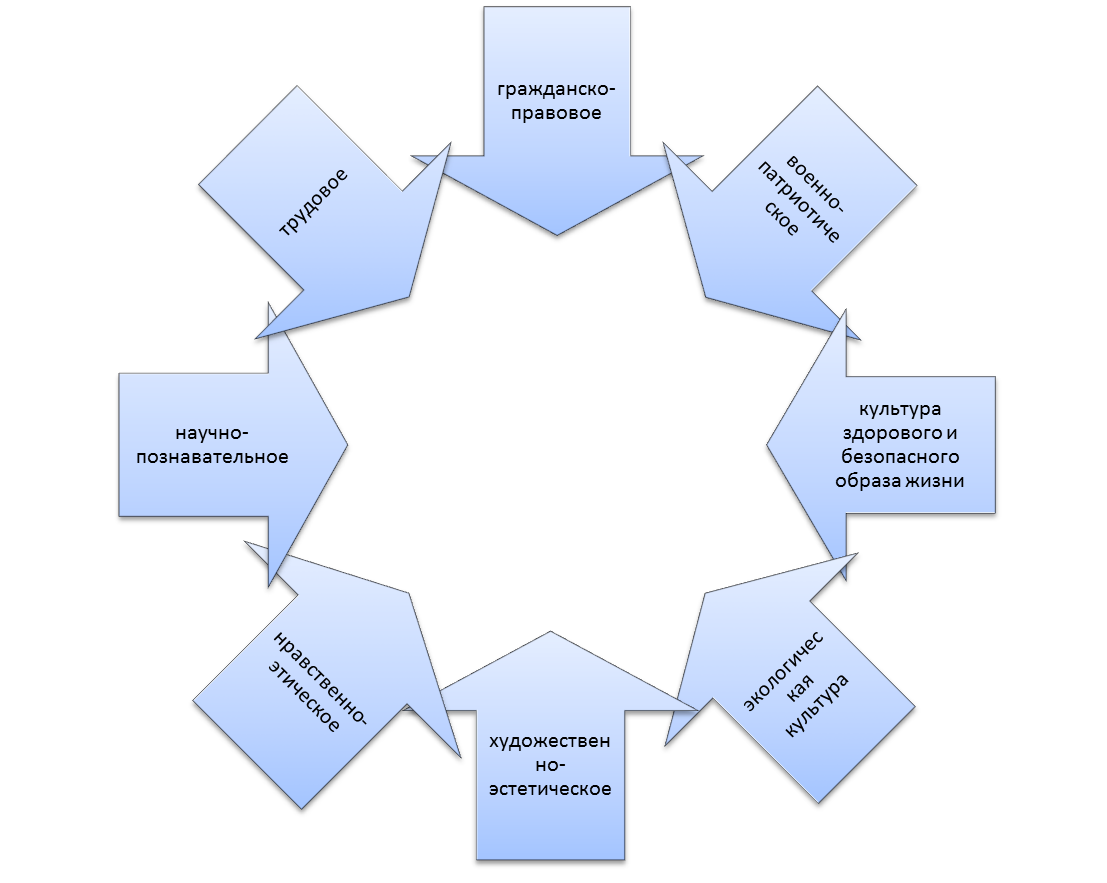 гражданско-
правовое
военно-
патриотиче
ское
культура
здорового и
безопасного
образа жизни
экологичес
кая
культура
художествен
но-
эстетическое
нравственно-
этическое
научно-
познавательное
трудовое